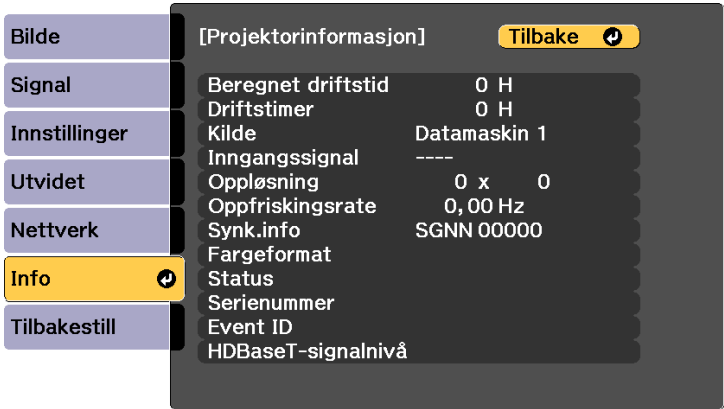 Bilde
Signal
Innstillinger
Utvidet
Nettverk
Info
Tilbakestill
[Projektorinformasjon] Tilbake
Beregnet driftstid 0 H
Driftstimer 0 H
Kilde Datamaskin 1
Inngangssignal ----
Oppløsning 0 x 0
Oppfriskingsrate 0,00 Hz
Synk.info SGNN 00000
Fargeformat
Status
Serienummer
Event ID
HDBaseT-signalnivå